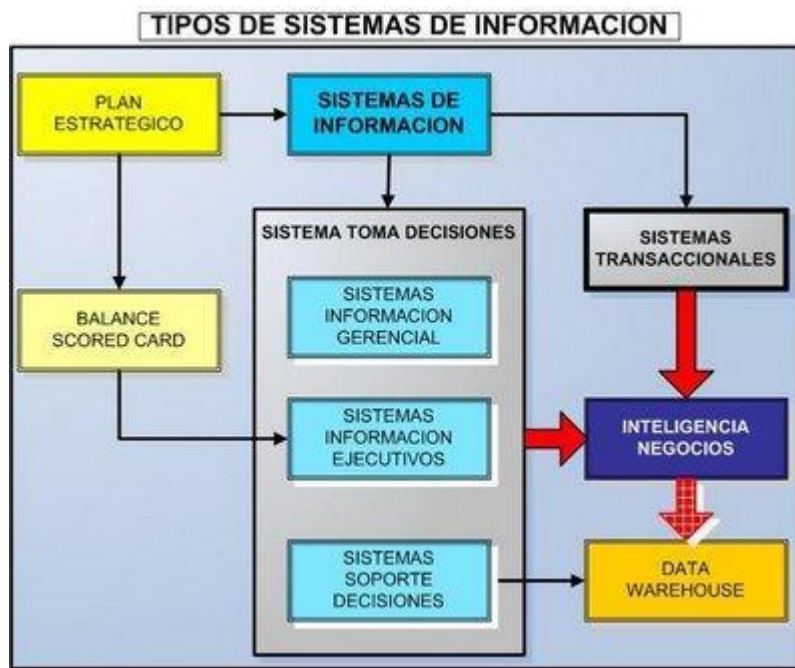 TIPOS DE SISTEMAS DE INFORMACION
PLAN
ESTRATEGICO
SISTEMAS DE
INFORMACION
SISTEMA TOMA DECISIONES
SISTEMAS
TRANSACCIONALES
SISTEMAS
INFORMACION
GERENCIAL
BALANCE
SCORED CARD
SISTEMAS
INFORMACION
EJECUTIVOS
INTELIGENCIA
NEGOCIOS
SISTEMAS
SOPORTE
DECISIONES
DATA
WAREHOUSE